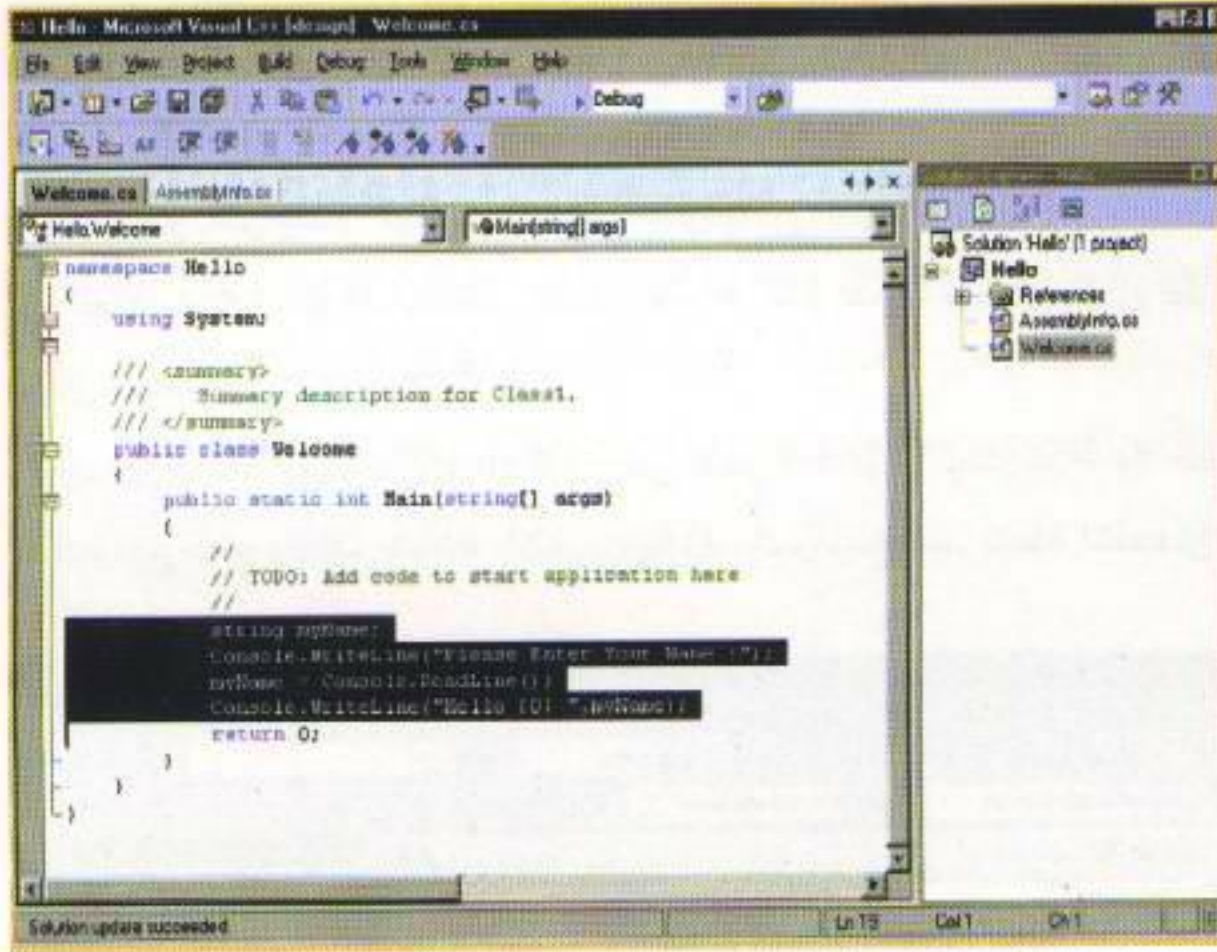 Hello - Microsoft Visual C++ [design] - Welcome.cs
File Edit View Project Build Debug Tools Window Help
Debug
Welcome.cs AssemblyInfo.cs
Hello.Welcome Main(string[] args)
Solution 'Hello' (1 project)
Hello
References
AssemblyInfo.cs
Welcome.cs
namespace Hello
{
using System;
/// <summary>
/// Summary description for Class1.
/// </summary>
public class Welcome
{
public static int Main(string[] args)
{
//
// TODO: Add code to start application here
//
string myName;
Console.WriteLine("Please Enter Your Name :");
myName = Console.ReadLine();
Console.WriteLine("Hello {0} ",myName);
return 0;
}
}
}
Solution update succeeded Ln 19 Col 1 Ch 1